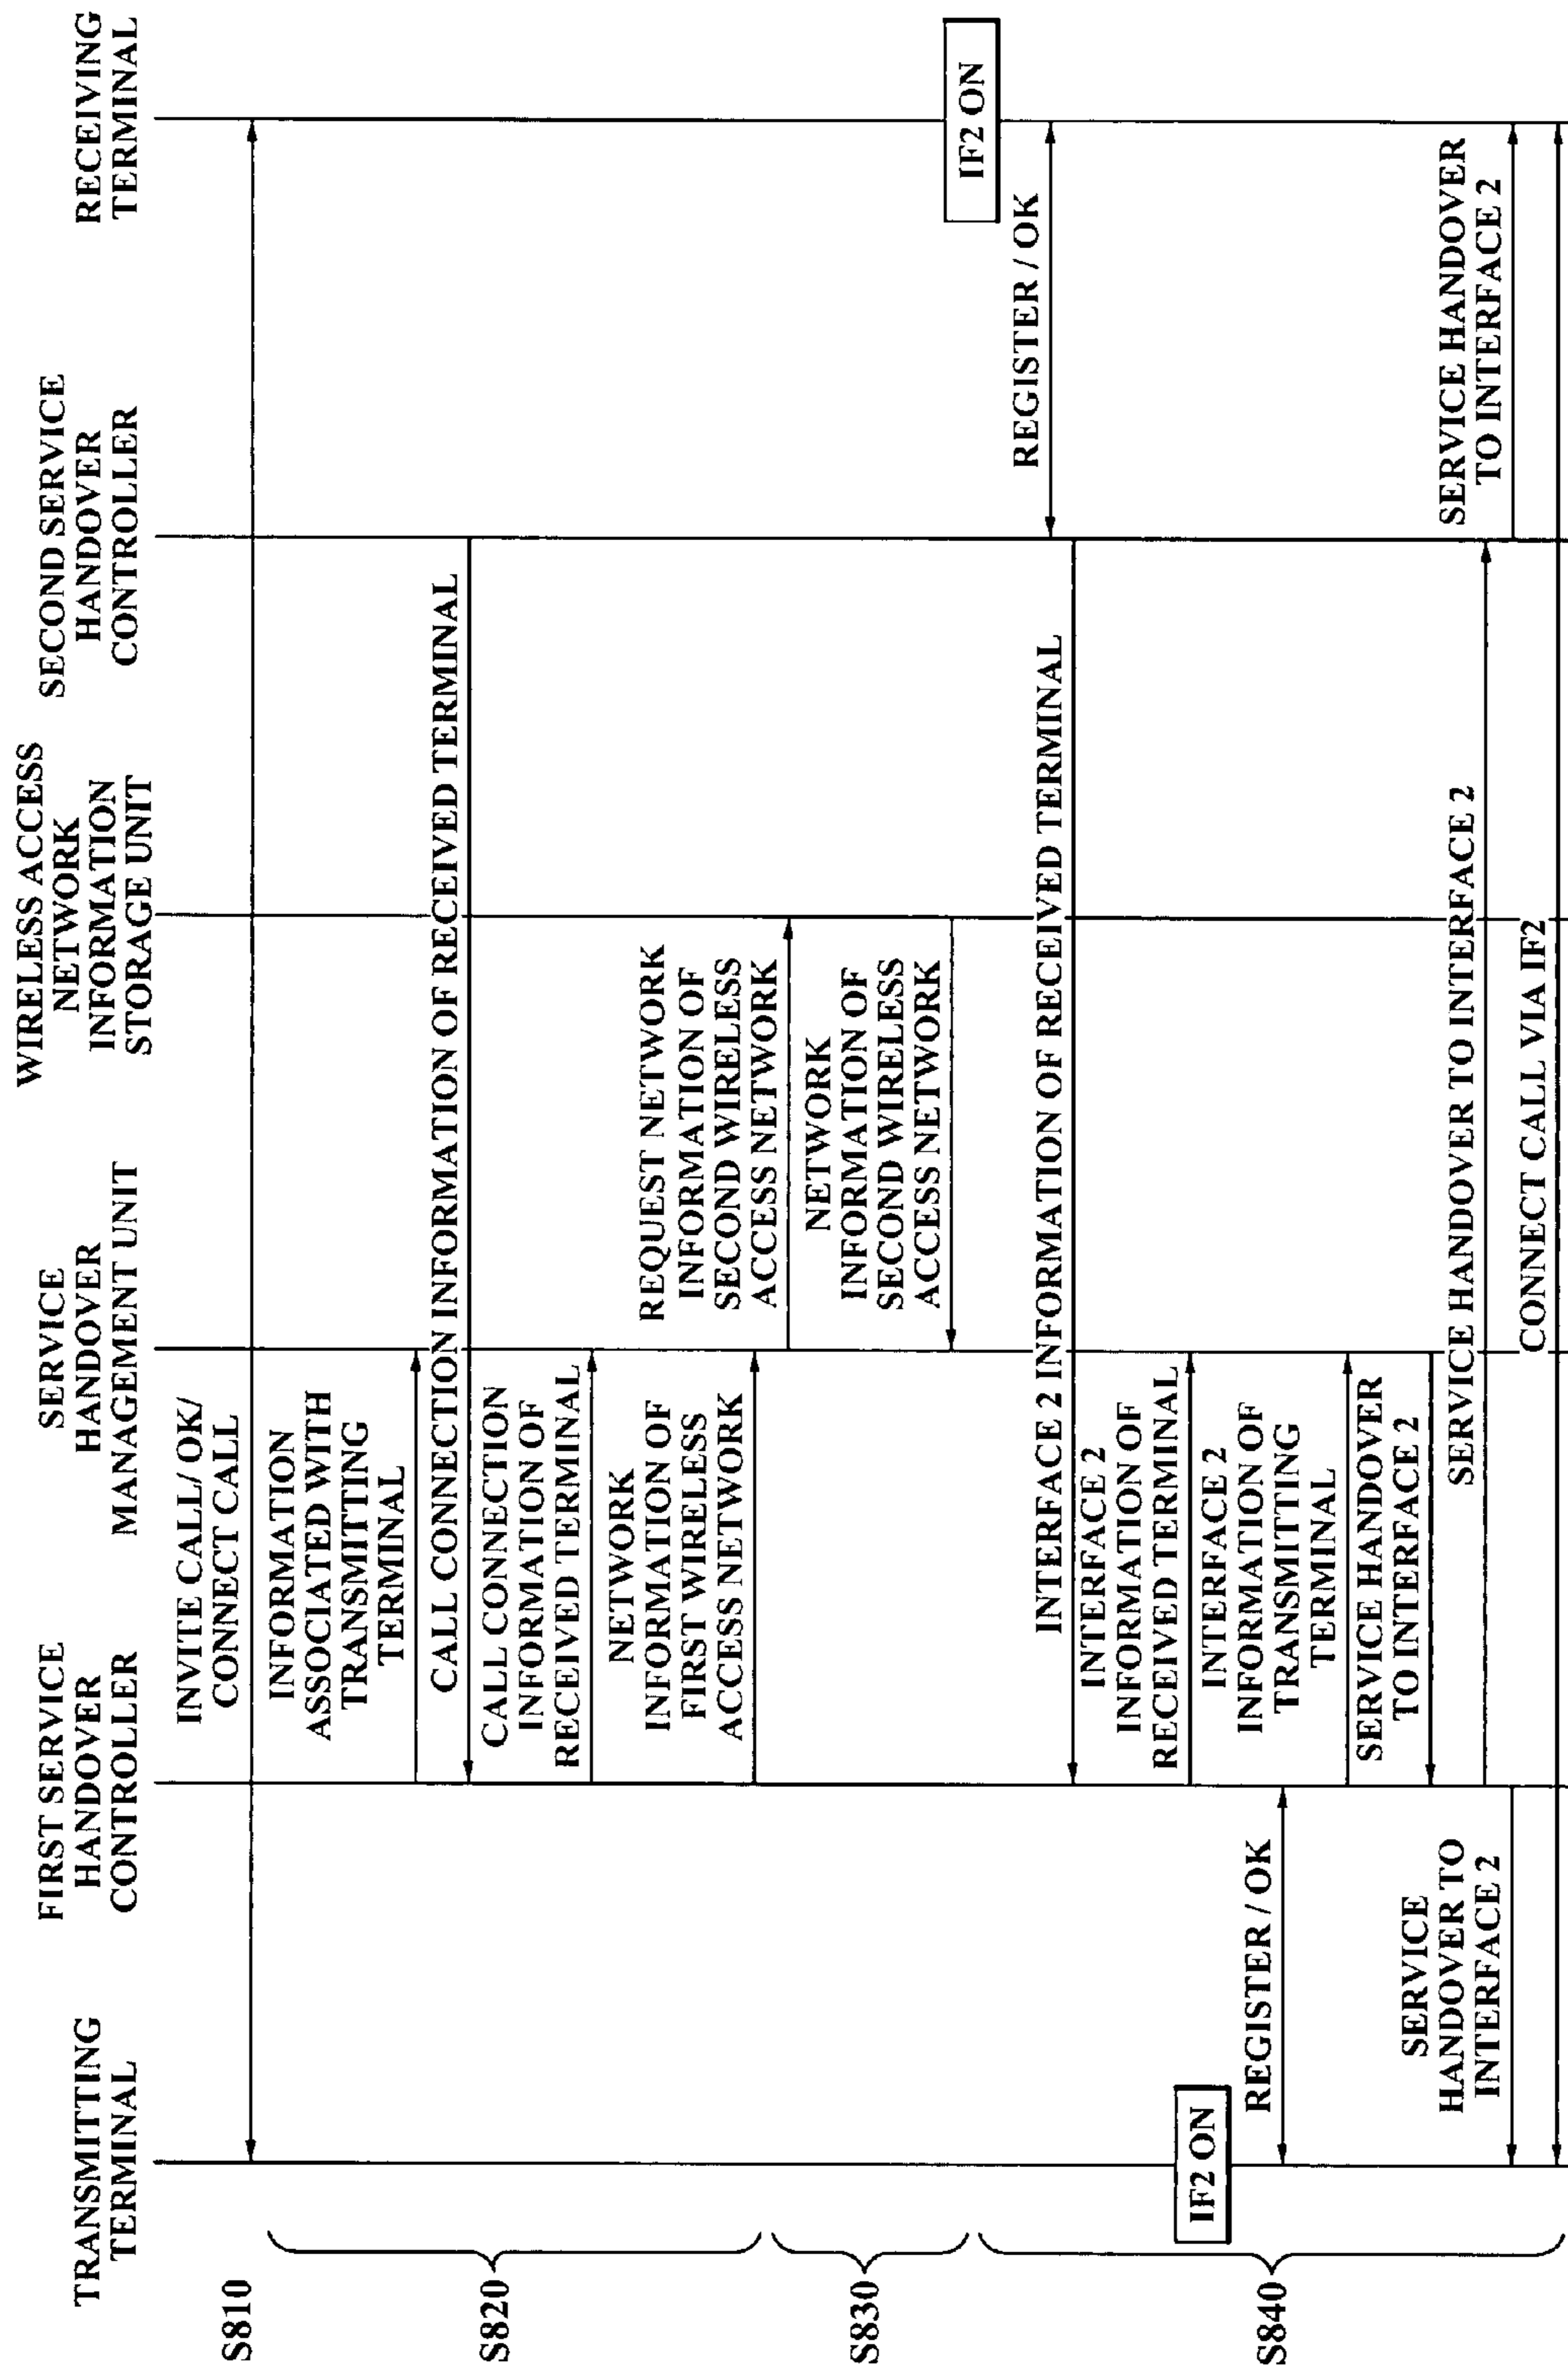 TRANSMITTING
TERMINAL
FIRST SERVICE
HANDOVER
CONTROLLER
SERVICE
HANDOVER
MANAGEMENT UNIT
WIRELESS ACCESS
NETWORK
INFORMATION
STORAGE UNIT
SECOND SERVICE
HANDOVER
CONTROLLER
RECEIVING
TERMINAL
S810
INVITE CALL/ OK/
CONNECT CALL
S820
INFORMATION
ASSOCIATED WITH
TRANSMITTING
TERMINAL
CALL CONNECTION INFORMATION OF RECEIVED TERMINAL
CALL CONNECTION
INFORMATION OF
RECEIVED TERMINAL
NETWORK
INFORMATION OF
FIRST WIRELESS
ACCESS NETWORK
S830
REQUEST NETWORK
INFORMATION OF
SECOND WIRELESS
ACCESS NETWORK
NETWORK
INFORMATION OF
SECOND WIRELESS
ACCESS NETWORK
S840
IF2 ON
REGISTER / OK
INTERFACE 2 INFORMATION OF RECEIVED TERMINAL
INTERFACE 2
INFORMATION OF
RECEIVED TERMINAL
IF2 ON
REGISTER / OK
INTERFACE 2
INFORMATION OF
TRANSMITTING
TERMINAL
SERVICE HANDOVER
TO INTERFACE 2
SERVICE HANDOVER TO INTERFACE 2
SERVICE
HANDOVER TO
INTERFACE 2
SERVICE HANDOVER
TO INTERFACE 2
CONNECT CALL VIA IF2